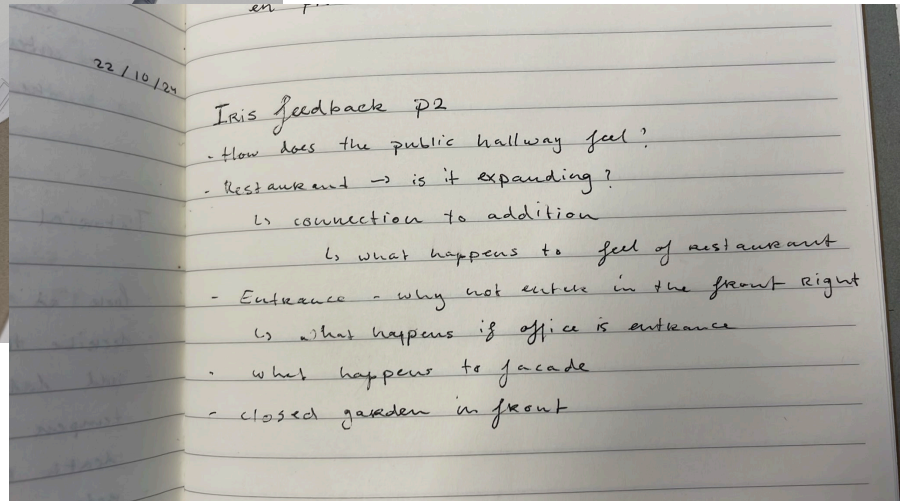 en
22/10/24
Iris feedback P2
- How does the public hallway feel?
- Restaurant → is it expanding?
↳ connection to addition
↳ what happens to feel of restaurant
- Entrance - why not enter in the front right
↳ what happens if office is entrance
- what happens to facade
- closed garden in front